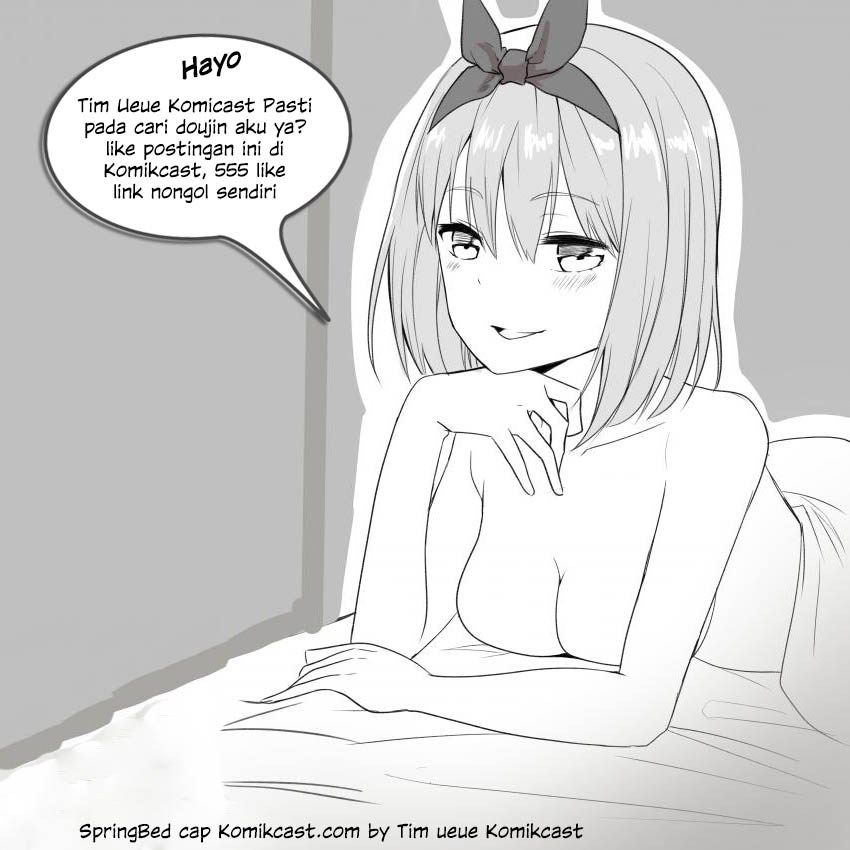 Hayo
Tim Ueue Komicast Pasti
pada cari doujin aku ya?
like postingan ini di
Komikcast, 555 like
link nongol sendiri
SpringBed cap Komikcast.com by Tim ueue Komikcast